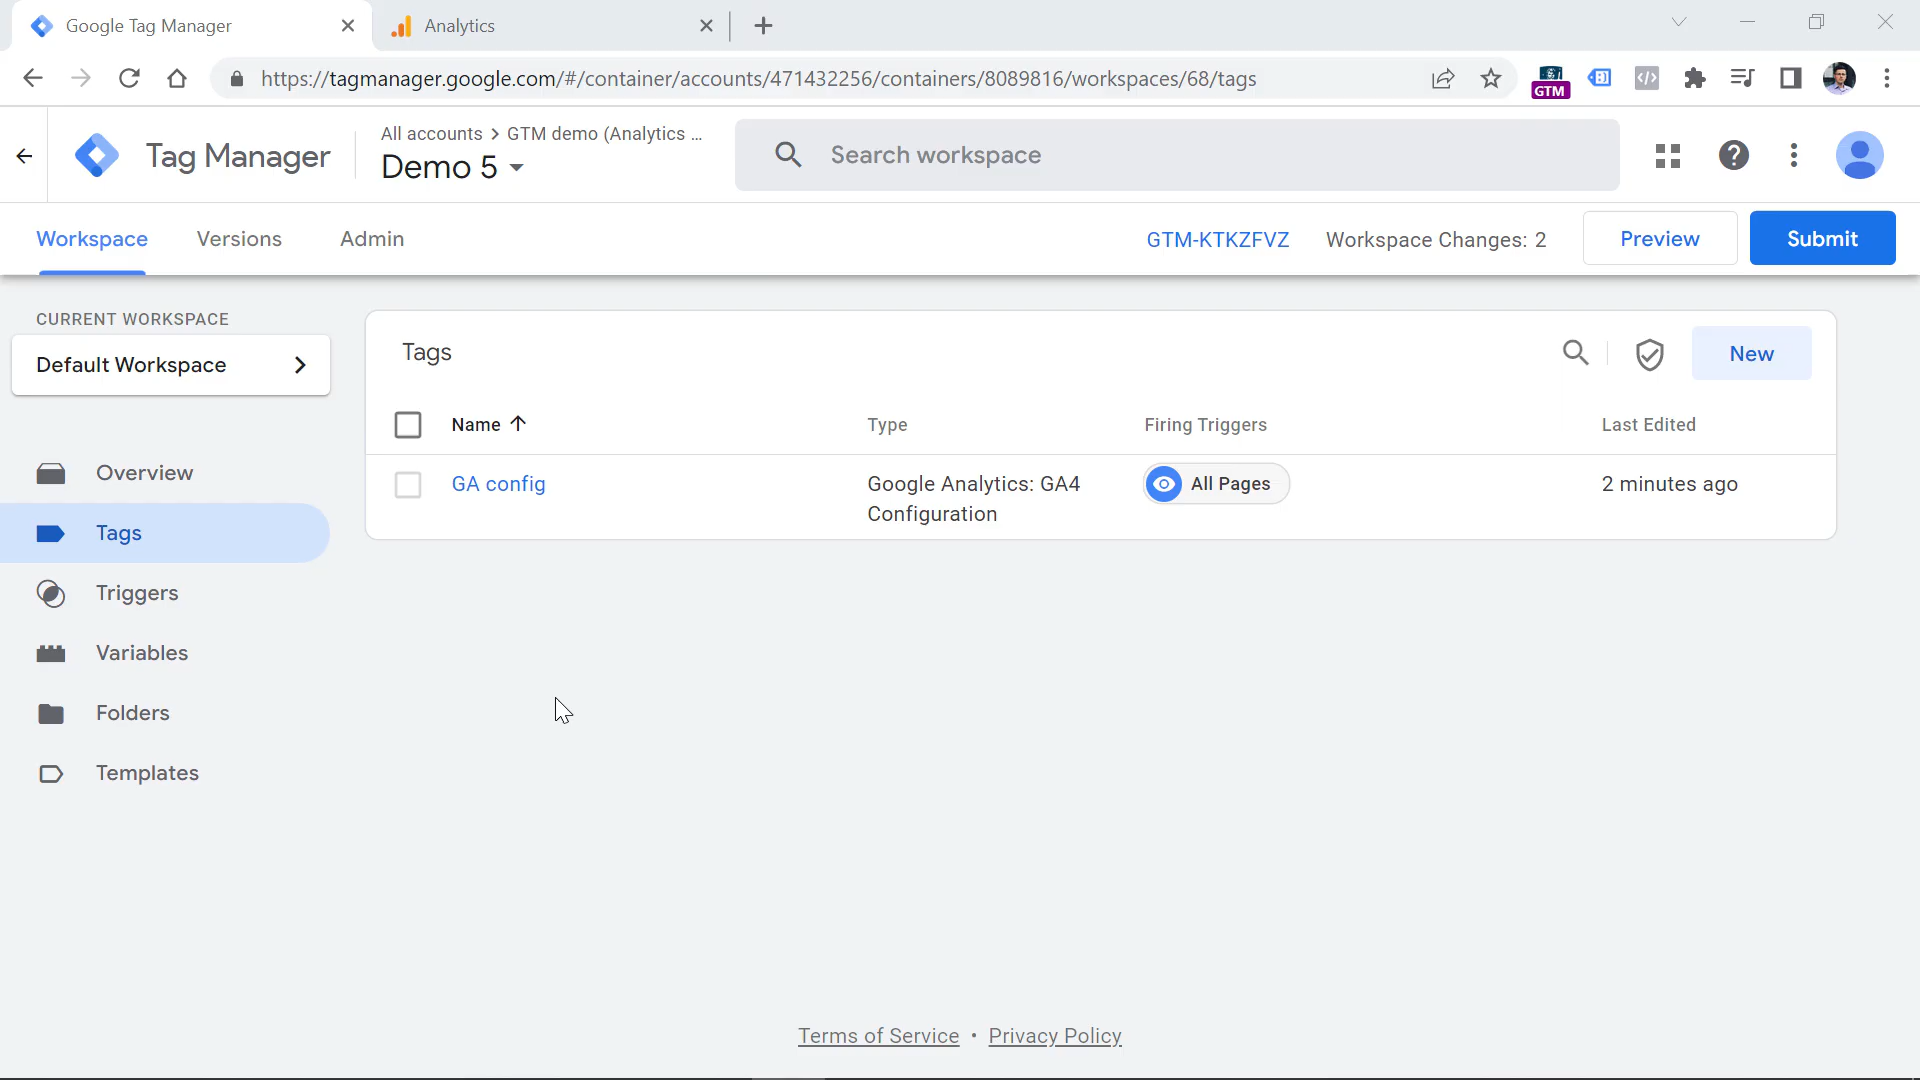 Google Tag Manager
Analytics
https://tagmanager.google.com/#/container/accounts/471432256/containers/8089816/workspaces/68/tags
GTM
Tag Manager
All accounts > GTM demo (Analytics ...
Demo 5
Search workspace
Workspace
Versions
Admin
GTM-KTKZFVZ
Workspace Changes: 2
Preview
Submit
CURRENT WORKSPACE
Default Workspace
Overview
Tags
Triggers
Variables
Folders
Templates
Tags
New
Name
Type
Firing Triggers
Last Edited
GA config
Google Analytics: GA4
Configuration
All Pages
2 minutes ago
Terms of Service • Privacy Policy